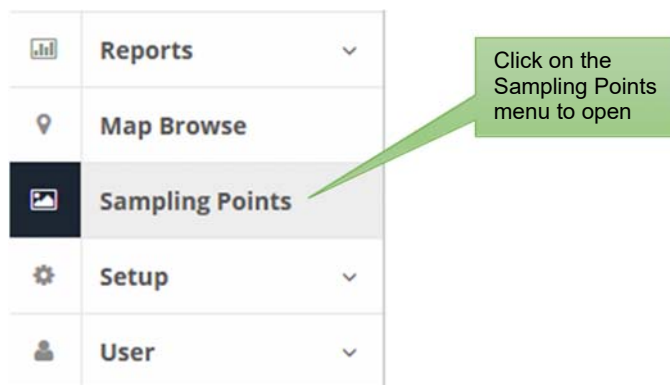 Reports
Map Browse
Sampling Points
Setup
User
Click on the
Sampling Points
menu to open